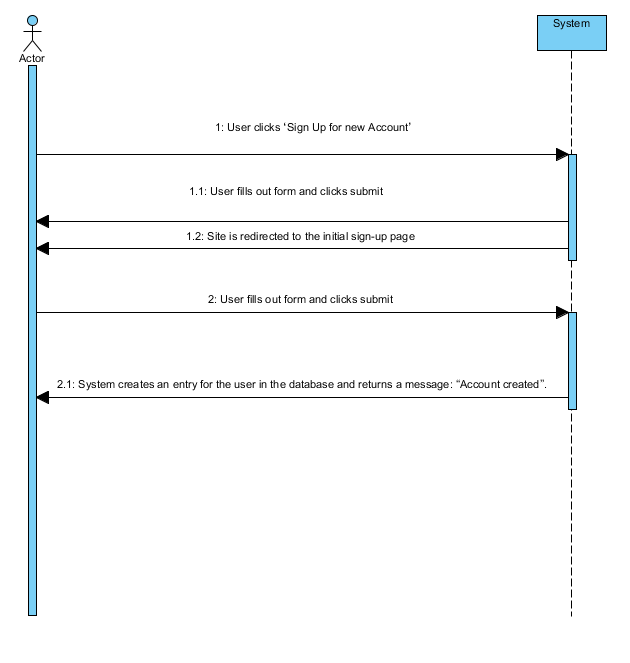 Actor
System
1: User clicks ‘Sign Up for new Account’
1.1: User fills out form and clicks submit
1.2: Site is redirected to the initial sign-up page
2: User fills out form and clicks submit
2.1: System creates an entry for the user in the database and returns a message: “Account created”.